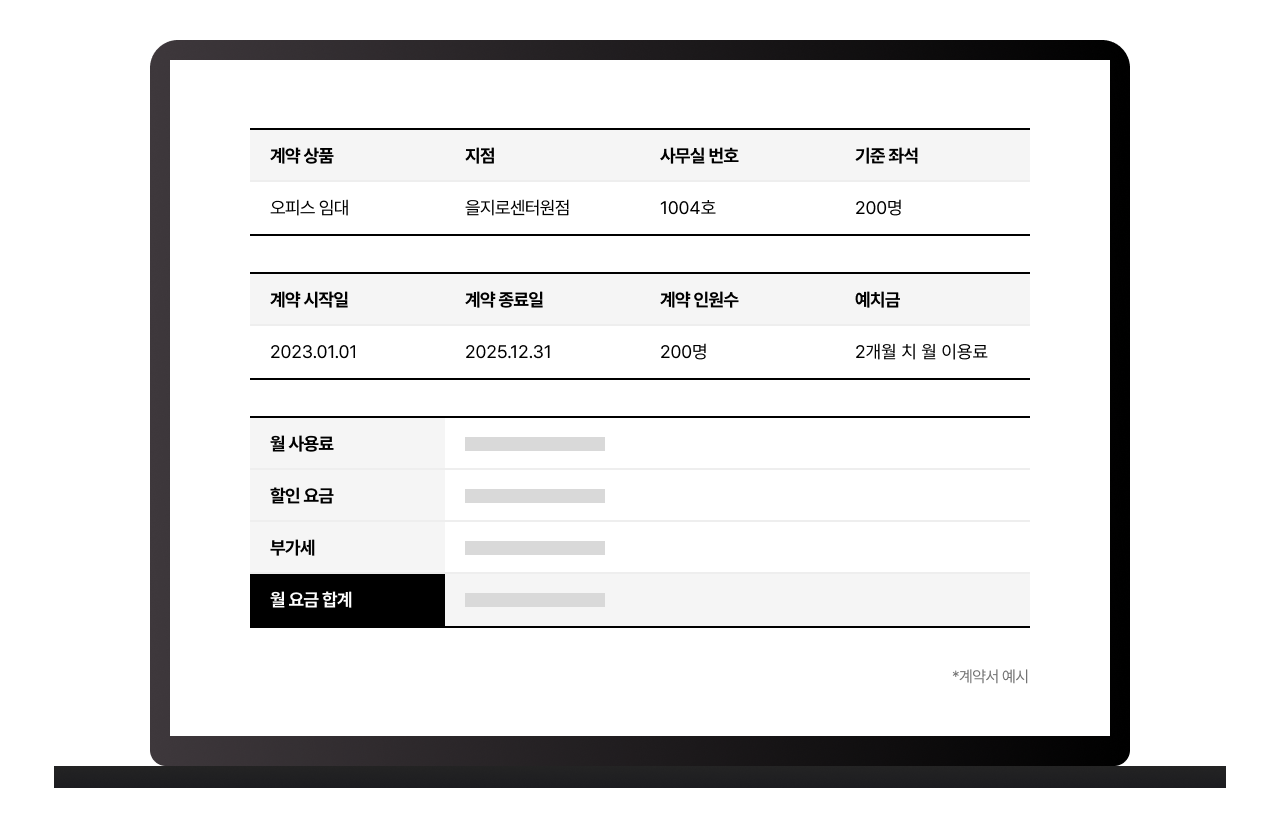 계약 상품 지점 사무실 번호 기준 좌석
오피스 임대 을지로센터원점 1004호 200명
계약 시작일 계약 종료일 계약 인원수 예치금
2023.01.01 2025.12.31 200명 2개월 치 월 이용료
월 사용료
할인 요금
부가세
월 요금 합계
*계약서 예시